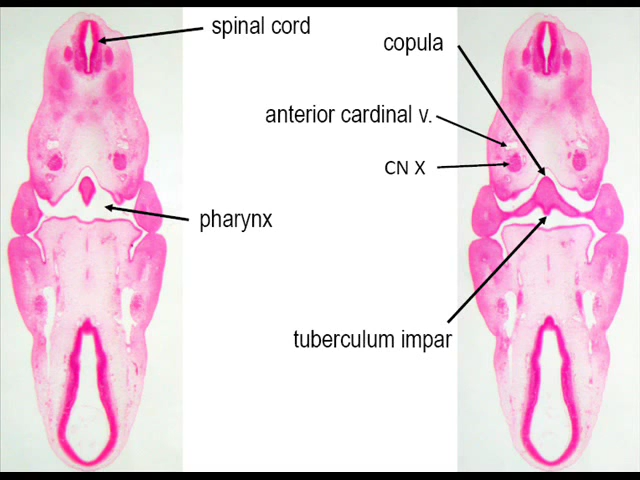 spinal cord
copula
anterior cardinal v.
CN X
pharynx
tuberculum impar